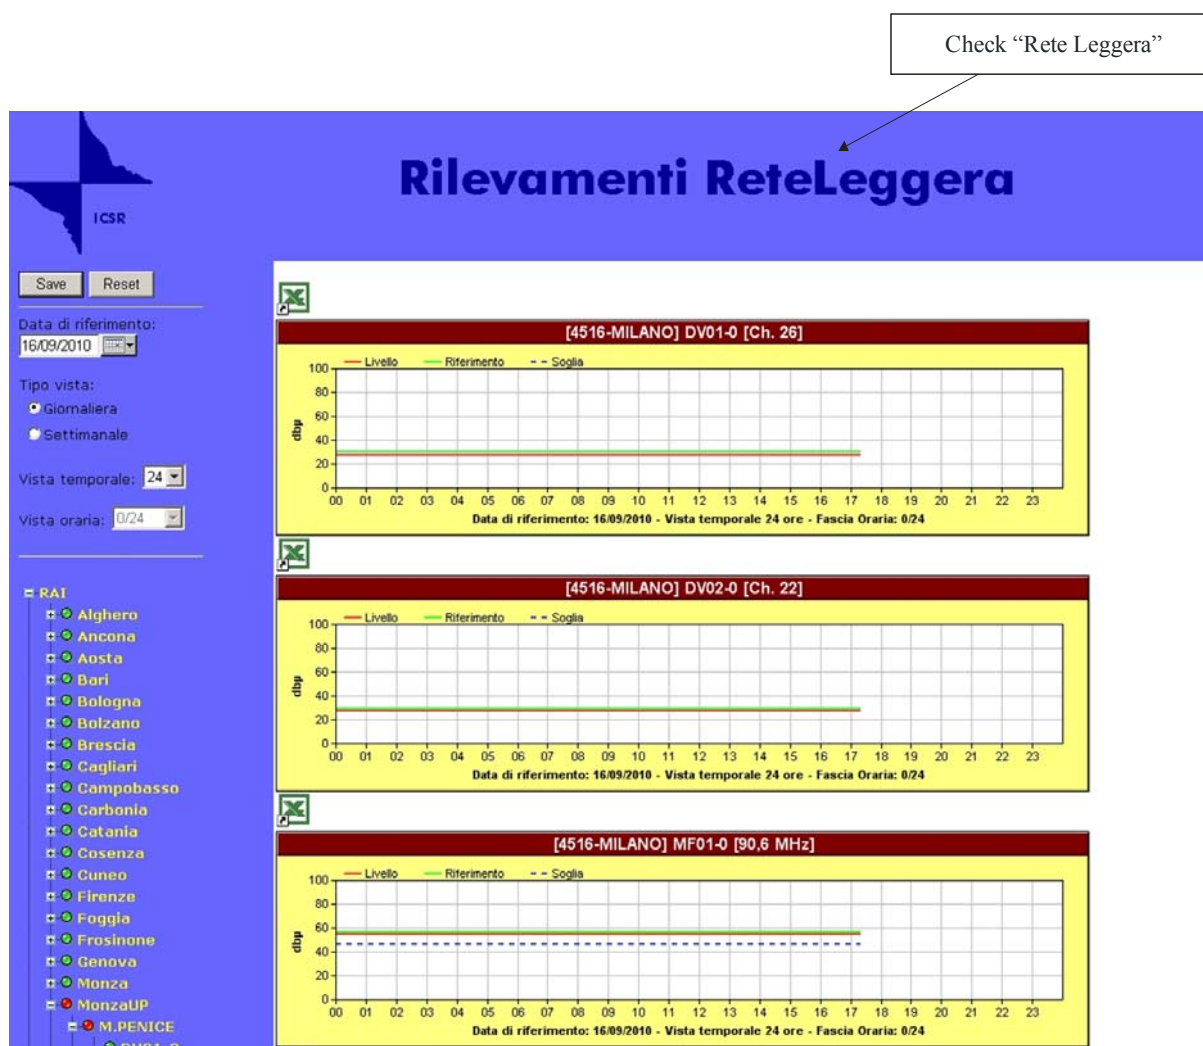 Check “Rete Leggera”
Rilevamenti ReteLeggera
ICSR
Save Reset
Data di riferimento:
16/09/2010
Tipo vista:
Giornaliera
Settimanale
Vista temporale: 24
Vista oraria: 0/24
RAI
Alghero
Ancona
Aosta
Bari
Bologna
Bolzano
Brescia
Cagliari
Campobasso
Carbonia
Catania
Cosenza
Cuneo
Firenze
Foggia
Frosinone
Genova
Monza
MonzaUP
M.PENICE
[4516-MILANO] DV01-0 [Ch. 26]
Livello Riferimento Soglia
100
80
60
40
20
0
dbµ
00 01 02 03 04 05 06 07 08 09 10 11 12 13 14 15 16 17 18 19 20 21 22 23
Data di riferimento: 16/09/2010 - Vista temporale 24 ore - Fascia Oraria: 0/24
[4516-MILANO] DV02-0 [Ch. 22]
Livello Riferimento Soglia
100
80
60
40
20
0
dbµ
00 01 02 03 04 05 06 07 08 09 10 11 12 13 14 15 16 17 18 19 20 21 22 23
Data di riferimento: 16/09/2010 - Vista temporale 24 ore - Fascia Oraria: 0/24
[4516-MILANO] MF01-0 [90,6 MHz]
Livello Riferimento Soglia
100
80
60
40
20
0
dbµ
00 01 02 03 04 05 06 07 08 09 10 11 12 13 14 15 16 17 18 19 20 21 22 23
Data di riferimento: 16/09/2010 - Vista temporale 24 ore - Fascia Oraria: 0/24